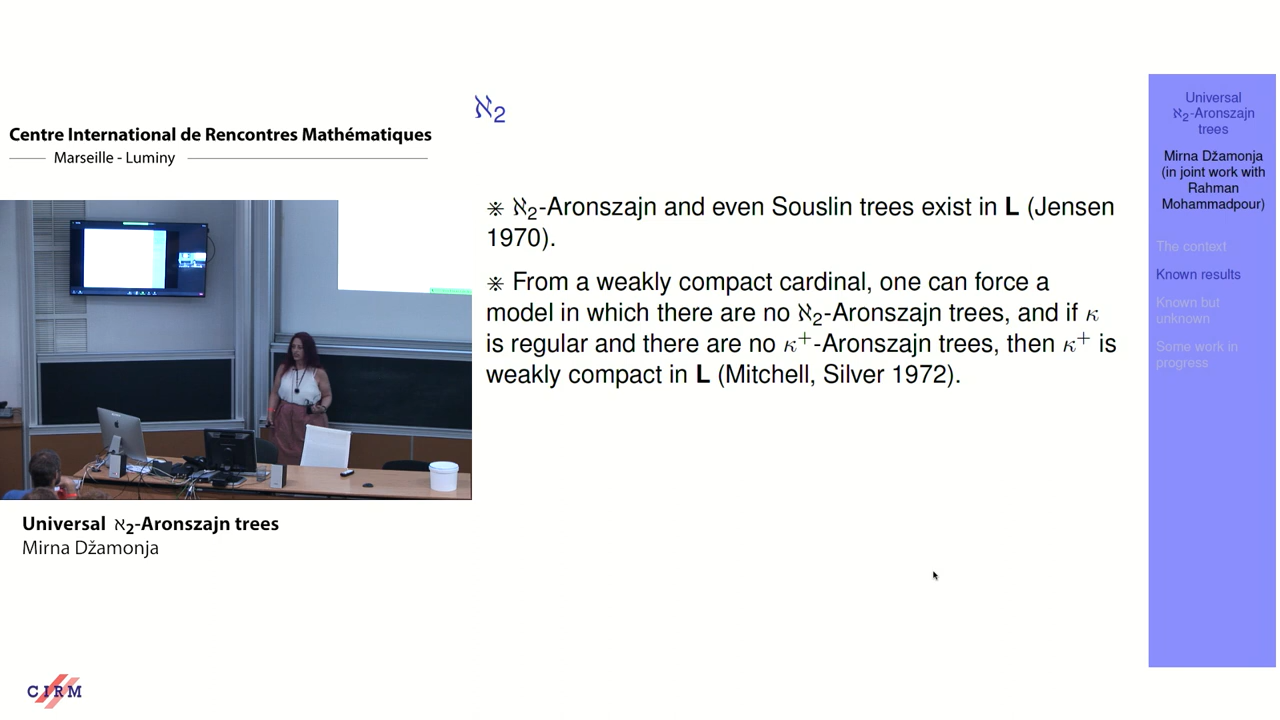 Centre International de Rencontres Mathématiques
Marseille - Luminy
Universal ℵ2-Aronszajn trees
Mirna Džamonja
CIRM
ℵ2
⋇ ℵ2-Aronszajn and even Souslin trees exist in L (Jensen
1970).
⋇ From a weakly compact cardinal, one can force a
model in which there are no ℵ2-Aronszajn trees, and if κ
is regular and there are no κ+-Aronszajn trees, then κ+ is
weakly compact in L (Mitchell, Silver 1972).
Universal
ℵ2-Aronszajn
trees
Mirna Džamonja
(in joint work with
Rahman
Mohammadpour)
The context
Known results
Known but
unknown
Some work in
progress